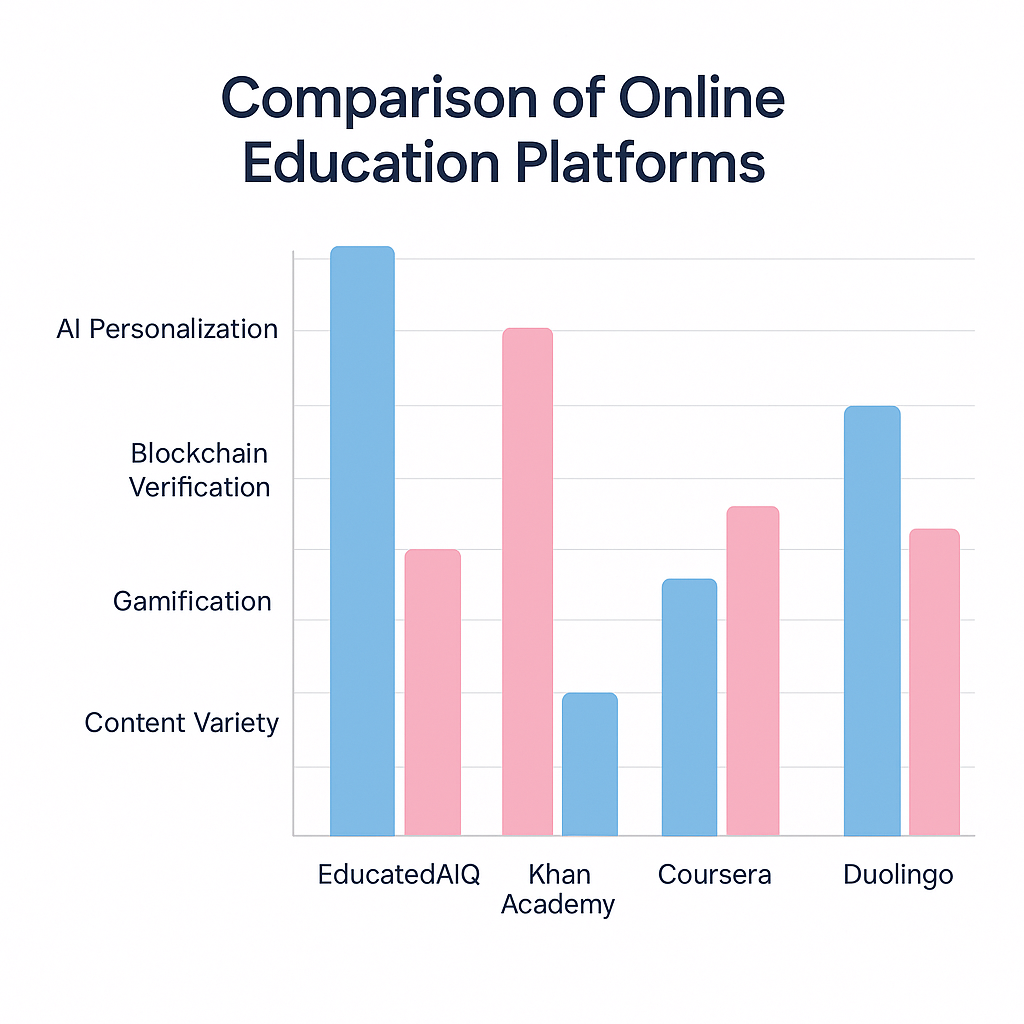 Comparison of Online
Education Platforms
AI Personalization
Blockchain
Verification
Gamification
Content Variety
EducatedAIQ
Khan
Academy
Coursera
Duolingo